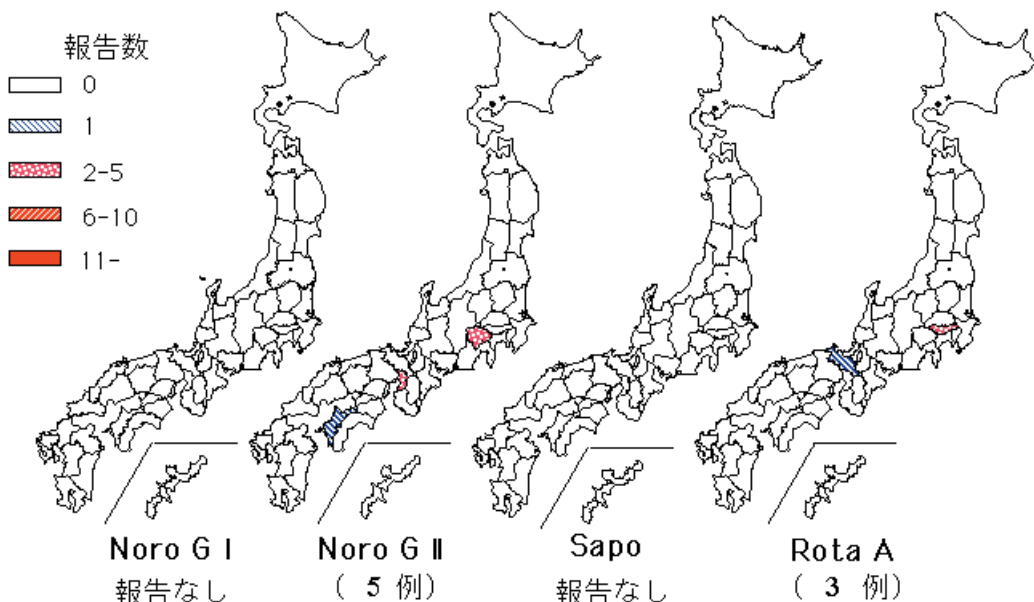 報告数
0
1
2-5
6-10
11-
Noro G I
報告なし
Noro G II
( 5 例)
Sapo
報告なし
Rota A
( 3 例)